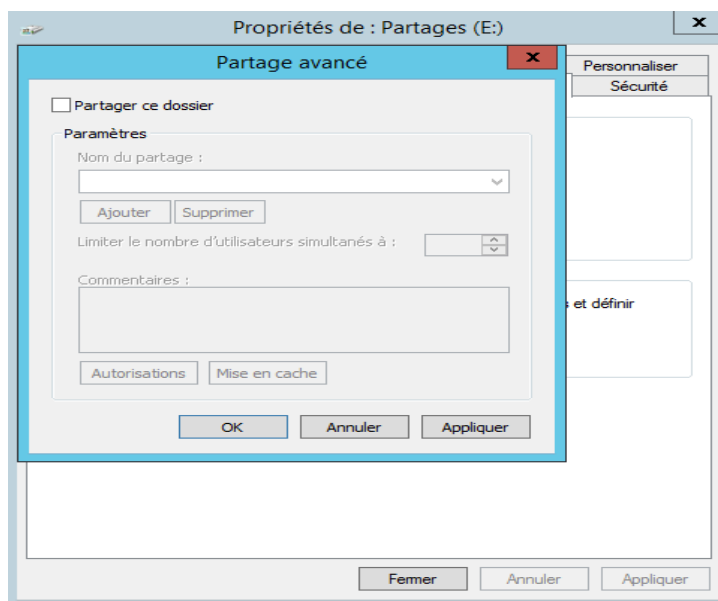 Propriétés de : Partages (E:)
Partage avancé
Personnaliser
Sécurité
Partager ce dossier
Paramètres
Nom du partage :
Ajouter Supprimer
Limiter le nombre d'utilisateurs simultanés à :
Commentaires :
et définir
Autorisations Mise en cache
OK Annuler Appliquer
Fermer Annuler Appliquer